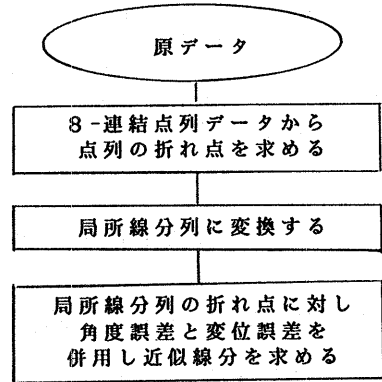 原データ
8-連結点列データから
点列の折れ点を求める
局所線分列に変換する
局所線分列の折れ点に対し
角度誤差と変位誤差を
併用し近似線分を求める